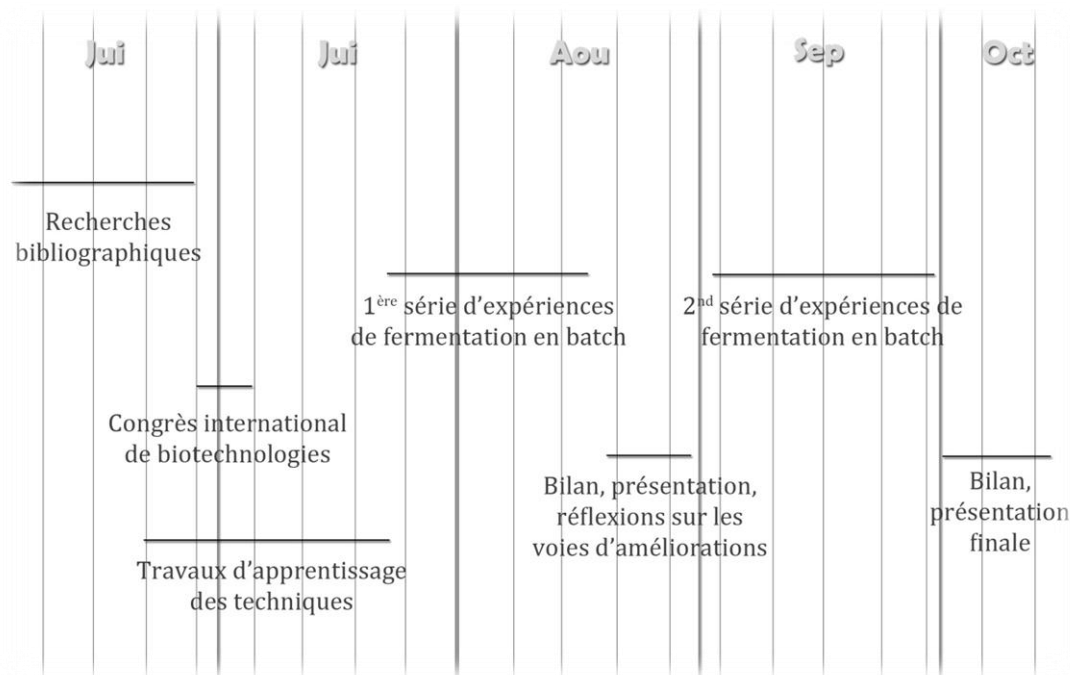 Jui Jui Aou Sep Oct
Recherches
bibliographiques
1ère série d'expériences
de fermentation en batch
2nd série d'expériences de
fermentation en batch
Congrès international
de biotechnologies
Bilan, présentation,
réflexions sur les
voies d'améliorations
Bilan,
présentation
finale
Travaux d'apprentissage
des techniques